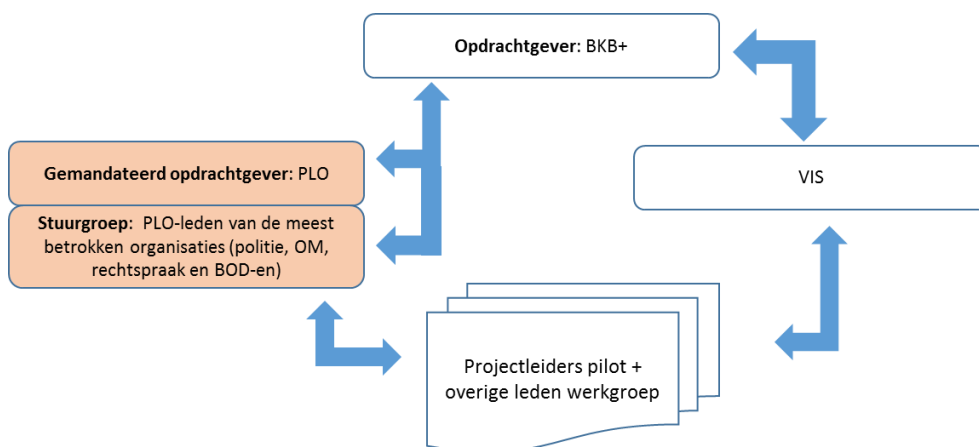 Opdrachtgever: BKB+
Gemandateerd opdrachtgever: PLO
VIS
Stuurgroep: PLO-leden van de meest
betrokken organisaties (politie, OM,
rechtspraak en BOD-en)
Projectleiders pilot +
overige leden werkgroep